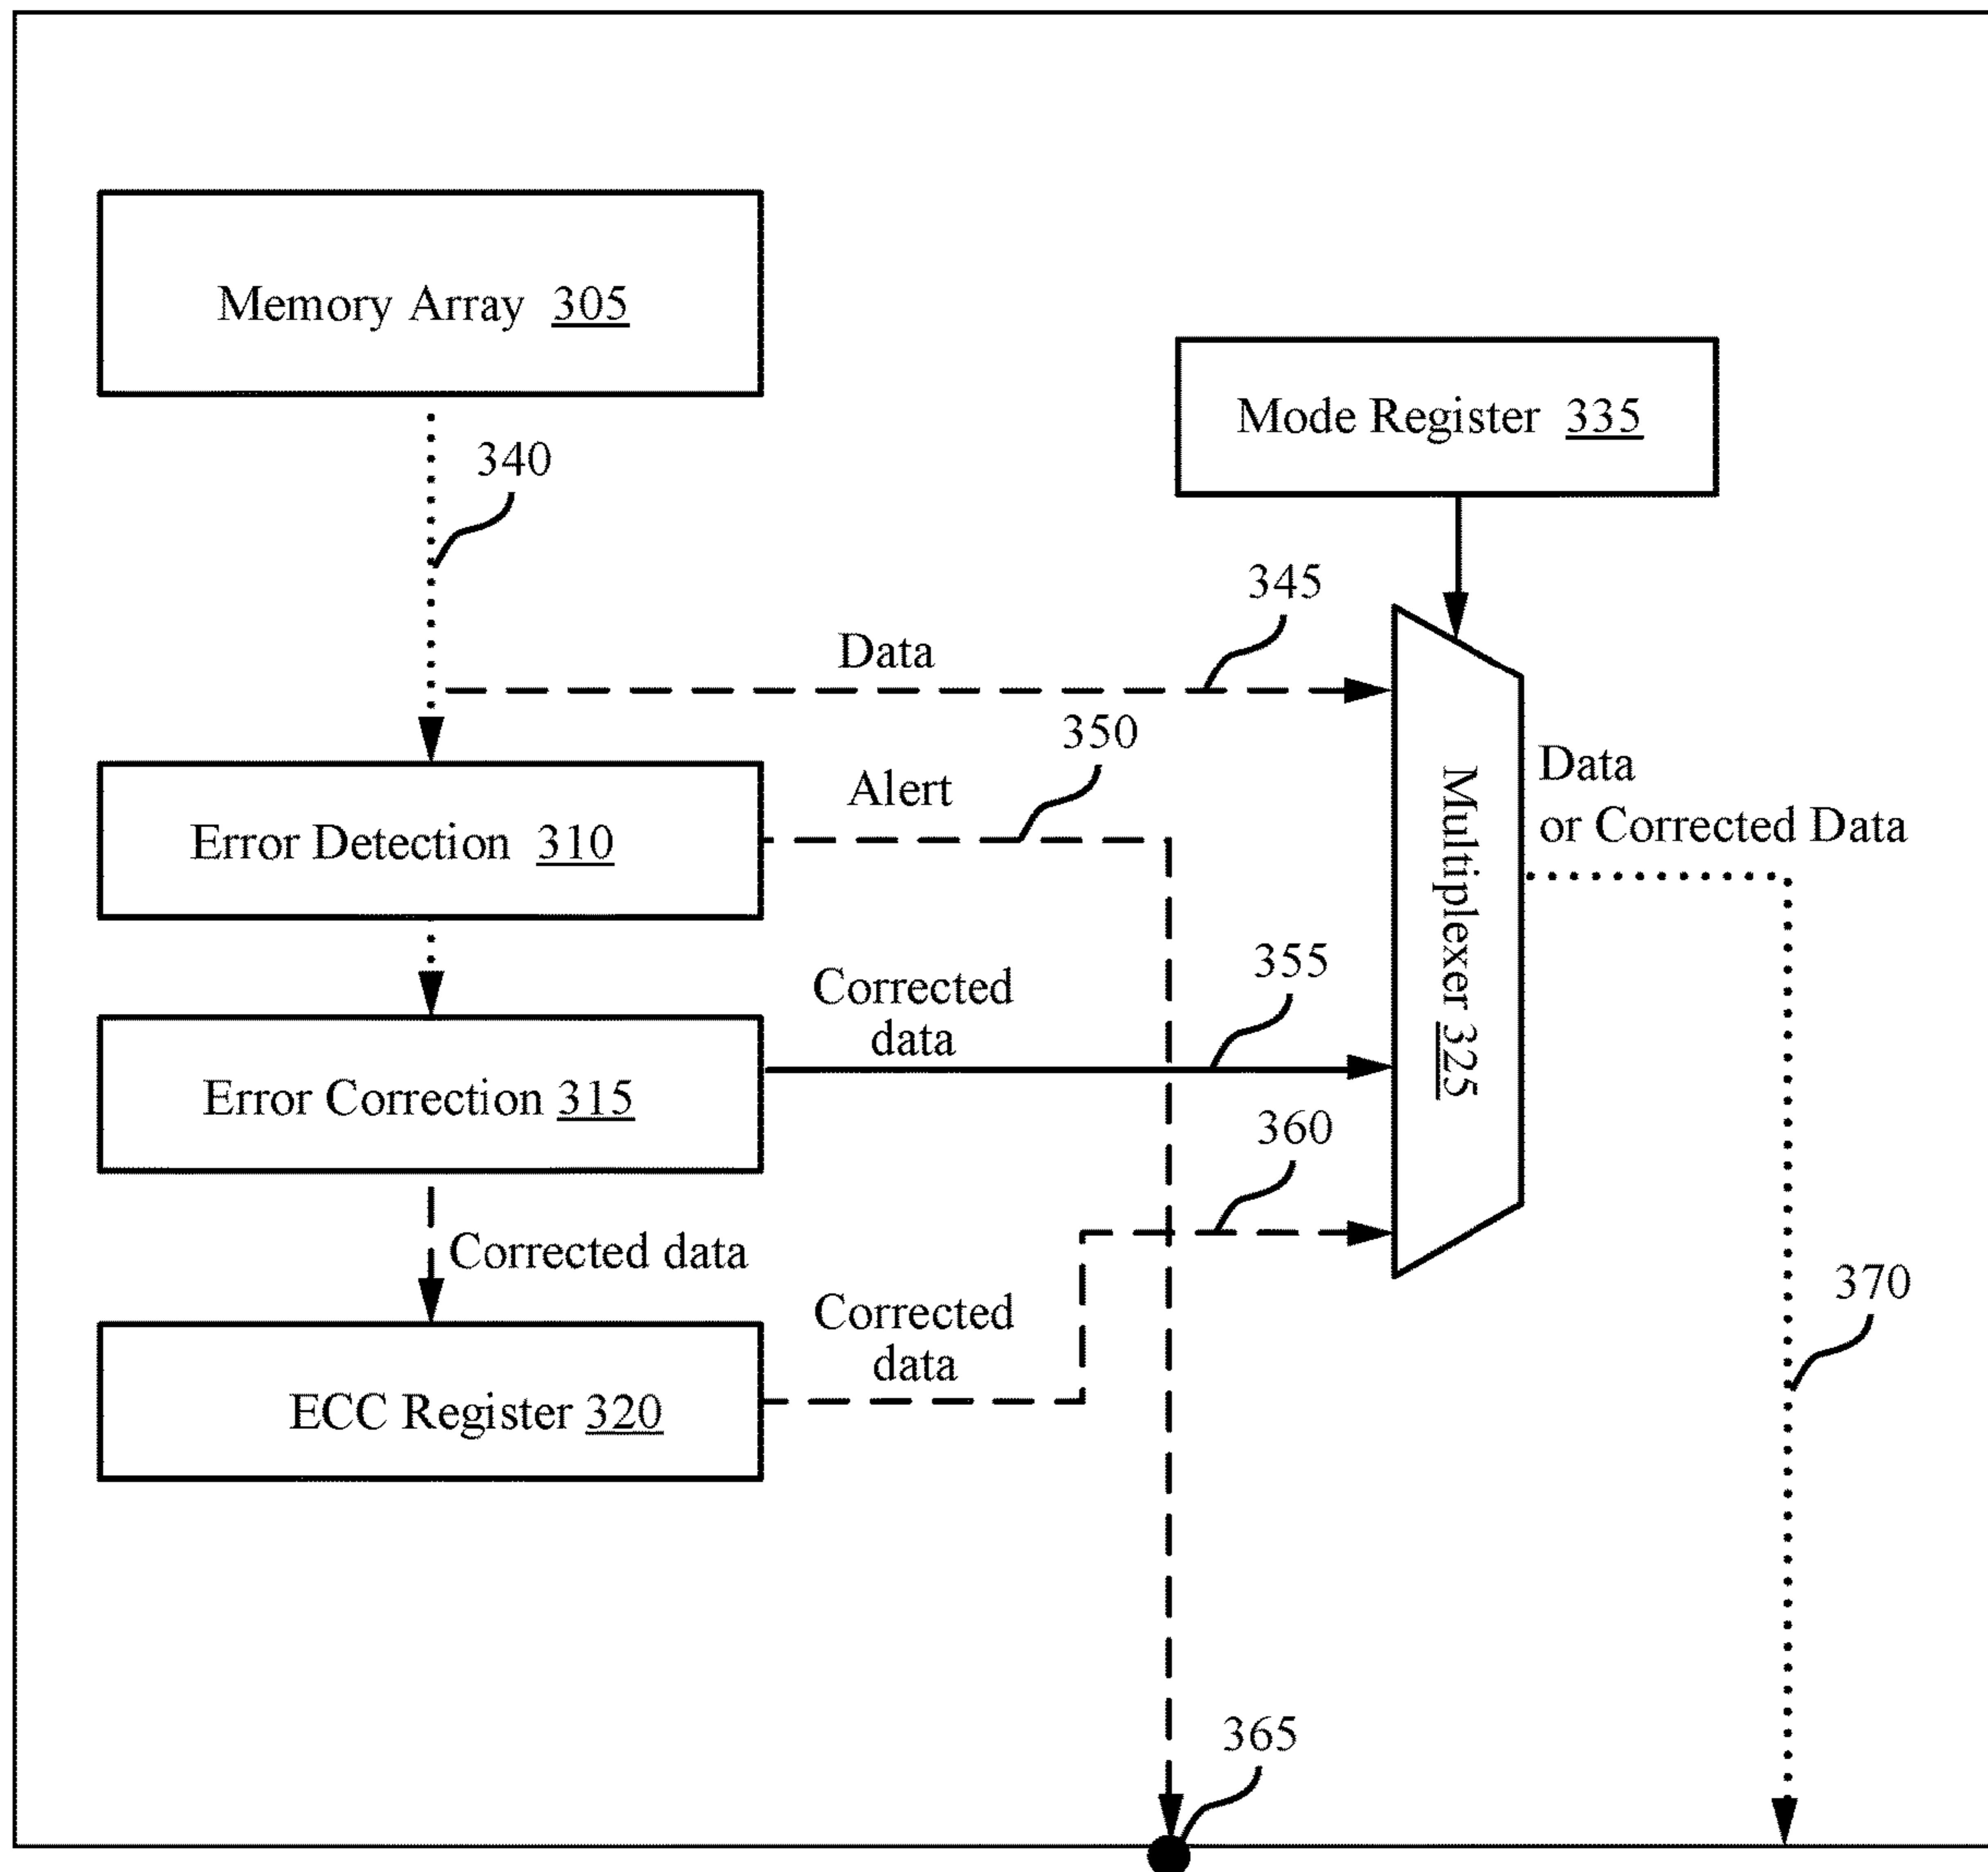 Memory Array 305
Mode Register 335
340
345
Data
350
Alert
Error Detection 310
Data
or Corrected Data
Multiplexer 325
355
Corrected
data
Error Correction 315
360
Corrected data
370
Corrected
data
ECC Register 320
365